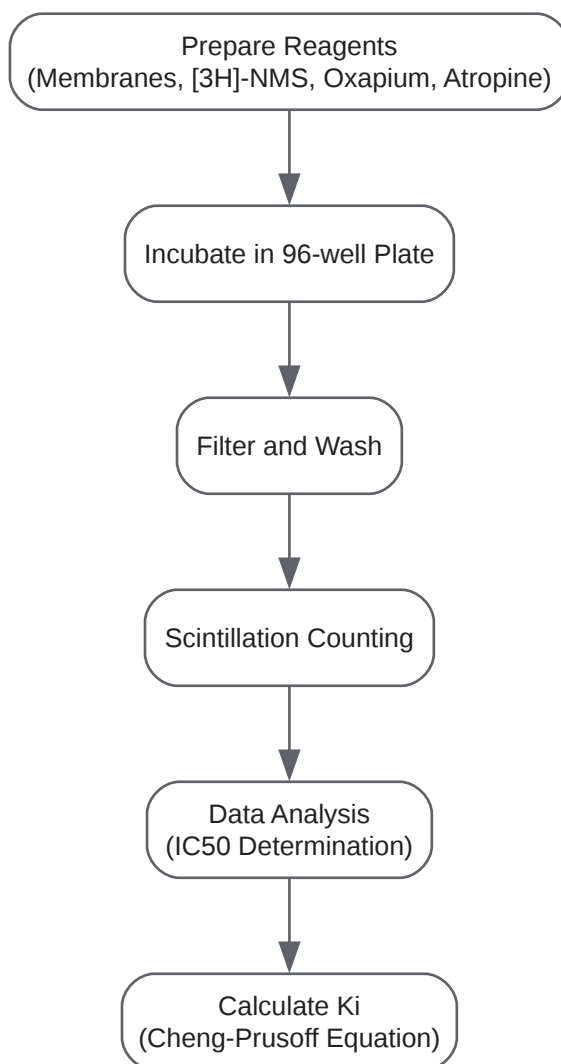 Prepare Reagents
(Membranes, [3H]-NMS, Oxapium, Atropine)
Incubate in 96-well Plate
Filter and Wash
Scintillation Counting
Data Analysis
(IC50 Determination)
Calculate Ki
(Cheng-Prusoff Equation)